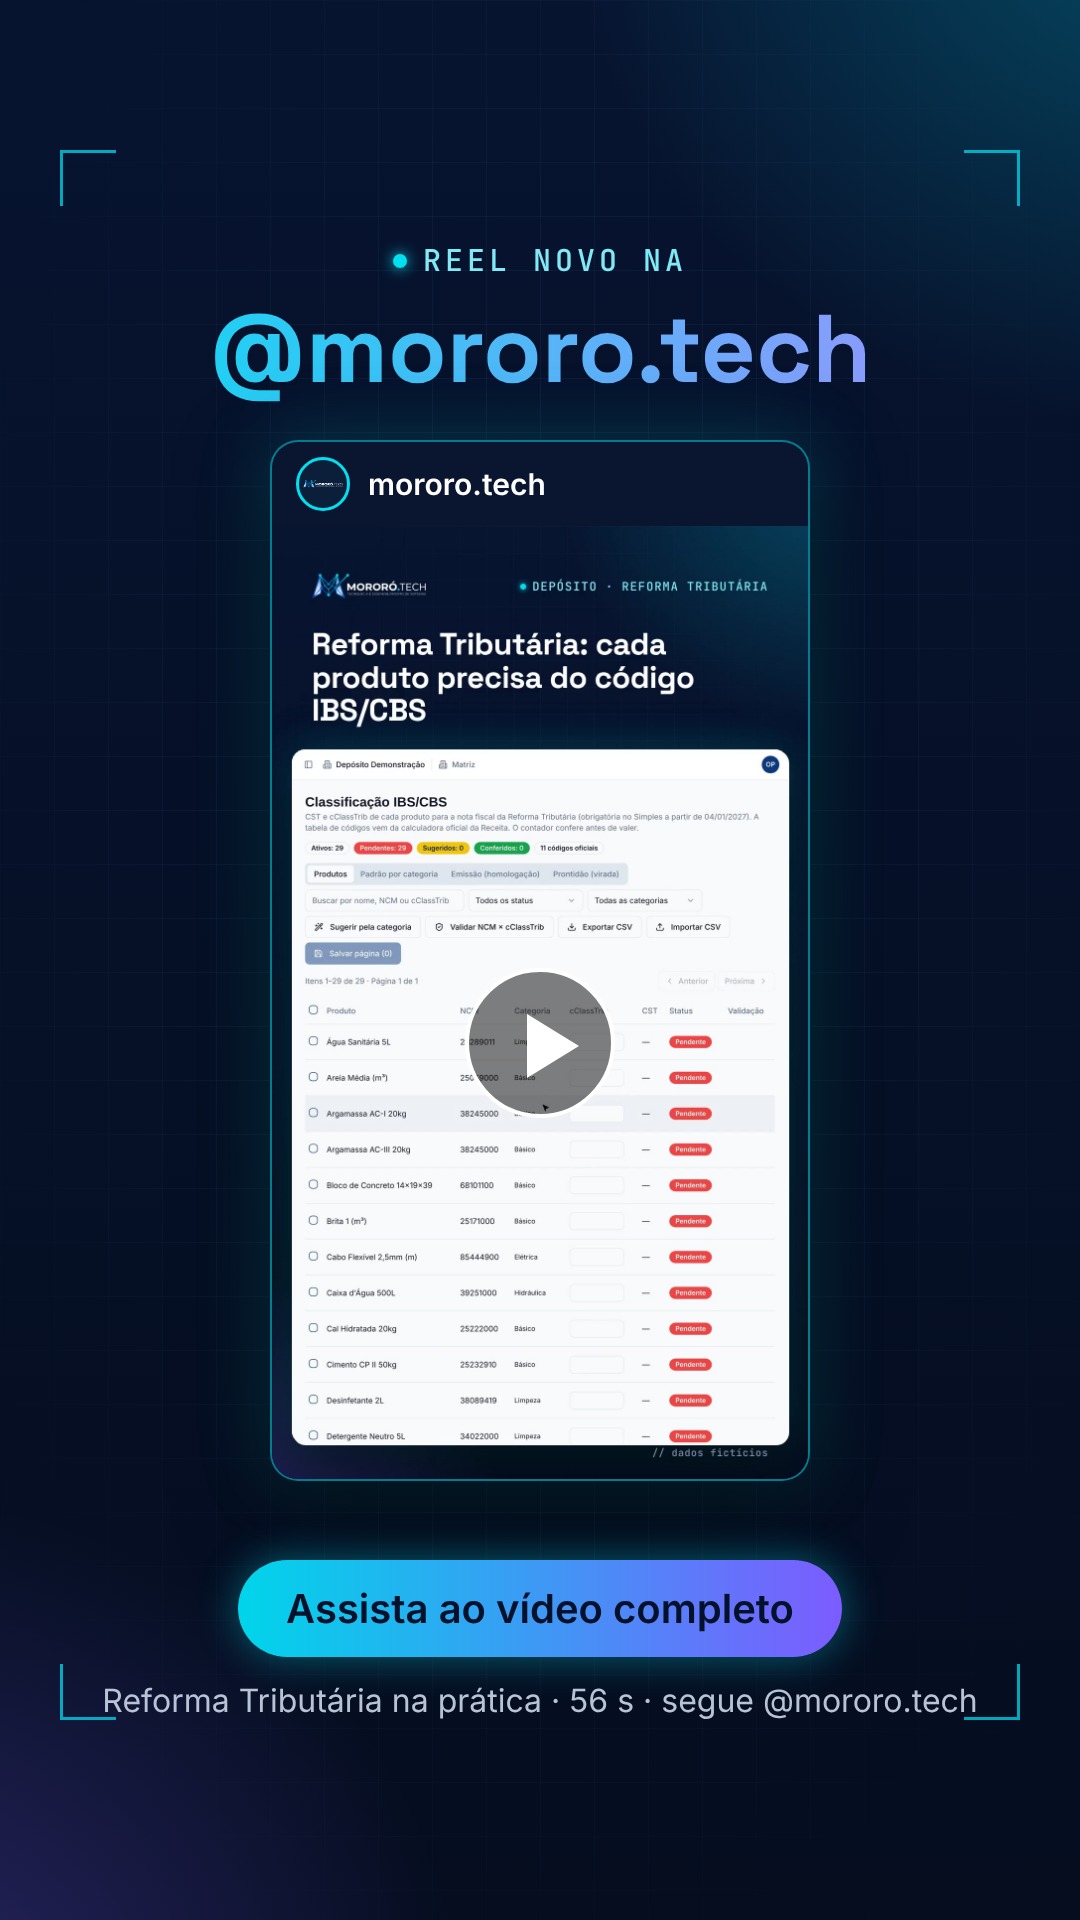 REEL NOVO NA
@mororo.tech
mororo.tech
MORORÓ.TECH
DEPÓSITO · REFORMA TRIBUTÁRIA
Reforma Tributária: cada
produto precisa do código
IBS/CBS
Depósito Demonstração
Matriz
OP
Classificação IBS/CBS
CST e cClassTrib de cada produto para a nota fiscal da Reforma Tributária (obrigatória no Simples a partir de 04/01/2027). A
tabela de códigos vem da calculadora oficial da Receita. O contador confere antes de valer.
Ativos: 29 Pendentes: 29 Sugeridos: 0 Conferidos: 0 11 códigos oficiais
Produtos Padrão por categoria Emissão (homologação) Prontidão (virada)
Buscar por nome, NCM ou cClassTrib Todos os status Todas as categorias
Sugerir pela categoria Validar NCM × cClassTrib Exportar CSV Importar CSV
Salvar página (0)
Itens 1–29 de 29 · Página 1 de 1 Anterior Próxima
Produto Categoria CST Status Validação
Água Sanitária 5L — Pendente
Areia Média (m³) Básico — Pendente
Argamassa AC-I 20kg 38245000 — Pendente
Argamassa AC-III 20kg 38245000 Básico — Pendente
Bloco de Concreto 14×19×39 68101100 Básico — Pendente
Brita 1 (m³) 25171000 Básico — Pendente
Cabo Flexível 2,5mm (m) 85444900 Elétrica — Pendente
Caixa d'Água 500L 39251000 Hidráulica — Pendente
Cal Hidratada 20kg 25222000 Básico — Pendente
Cimento CP II 50kg 25232910 Básico — Pendente
Desinfetante 2L 38089419 Limpeza — Pendente
Detergente Neutro 5L 34022000 Limpeza — Pendente
// dados fictícios
Assista ao vídeo completo
Reforma Tributária na prática · 56 s · segue @mororo.tech